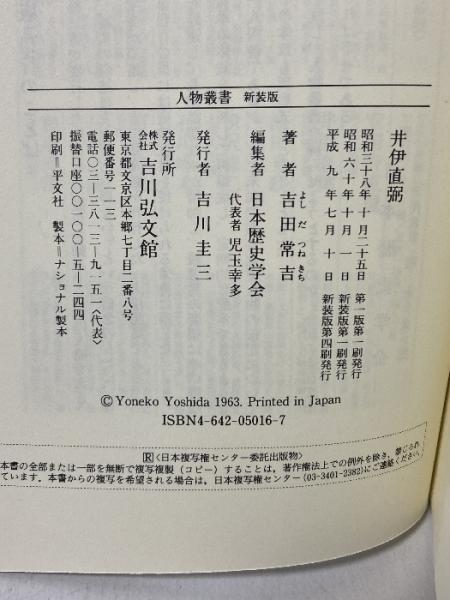 人物叢書 新装版
井伊直弼
昭和三十八年十月二十五日 第一版第一刷発行
昭和六十年十月一日 新装版第一刷発行
平成九年七月十日 新装版第四刷発行
著者 吉田常吉
よしだつねきち
編集者 日本歴史学会
代表者 児玉幸多
発行者 吉川圭三
発行所
株式会社 吉川弘文館
東京都文京区本郷七丁目二番八号
郵便番号一一三
電話〇三―三八一三―九一五一〈代表〉
振替口座〇〇一〇〇―五―二四四
印刷=平文社 製本=ナショナル製本
© Yoneko Yoshida 1963. Printed in Japan
ISBN4-642-05016-7
R〈日本複写権センター委託出版物〉
本書の全部または一部を無断で複写複製(コピー)することは,著作権法上での例外を除き,禁じられ
ています.本書からの複写を希望される場合は,日本複写権センター(03-3401-2382)にご連絡ください.